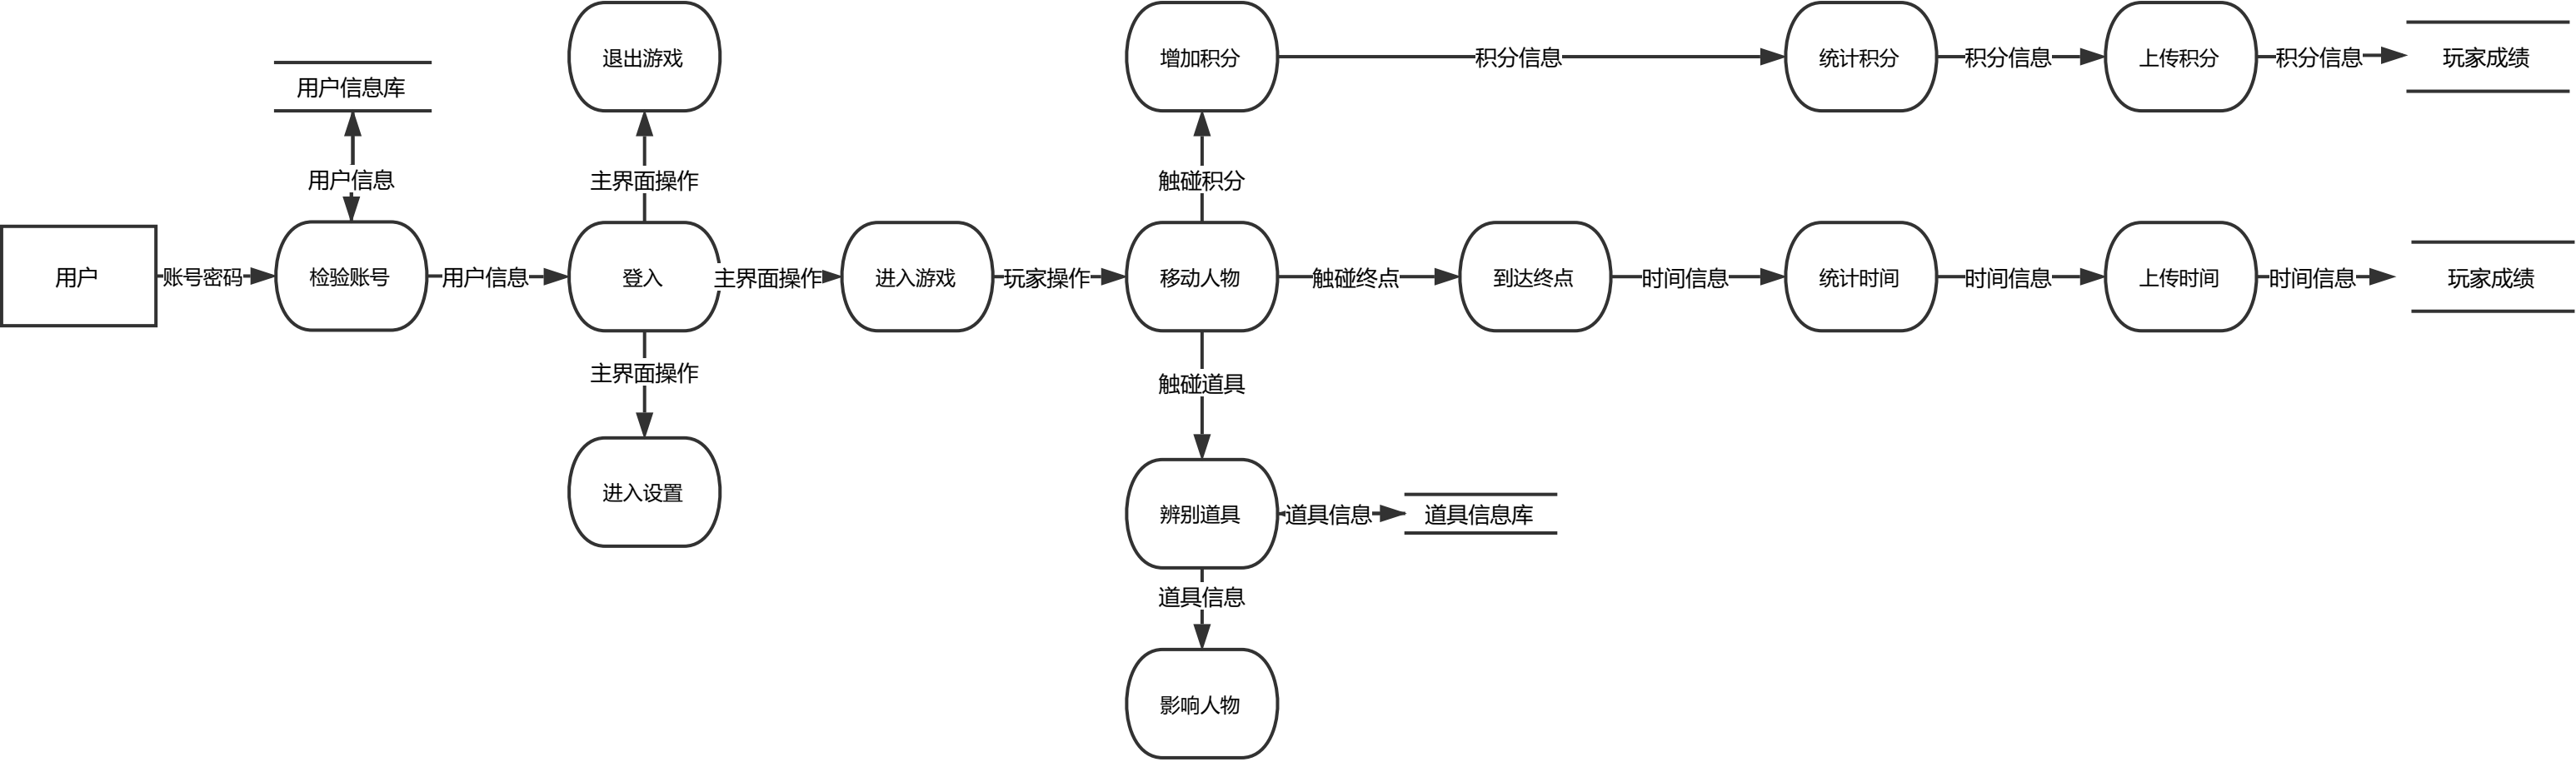 退出游戏
增加积分
积分信息
统计积分
积分信息
上传积分
积分信息
玩家成绩
用户信息库
用户信息
主界面操作
触碰积分
用户
账号密码
检验账号
用户信息
登入
主界面操作
进入游戏
玩家操作
移动人物
触碰终点
到达终点
时间信息
统计时间
时间信息
上传时间
时间信息
玩家成绩
主界面操作
触碰道具
进入设置
辨别道具
道具信息
道具信息库
道具信息
影响人物